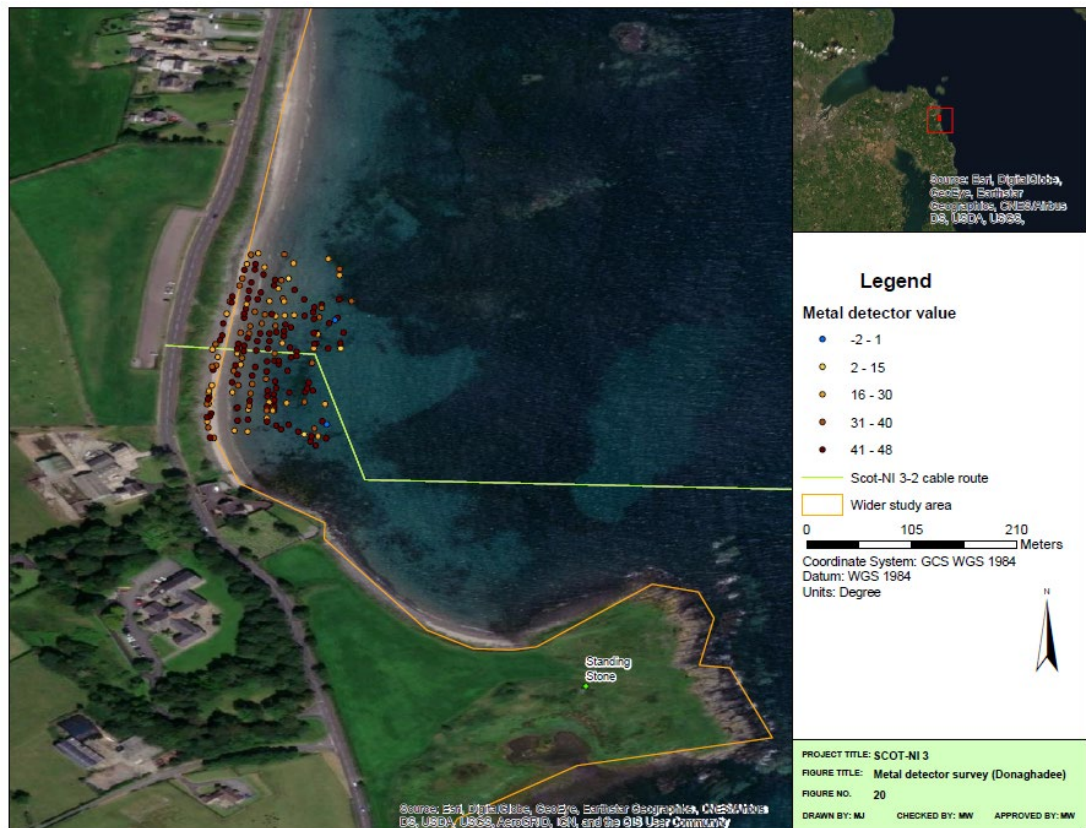 Source: Esri, DigitalGlobe,
GeoEye, Earthstar
Geographics, CNES/Airbus
DS, USDA, USGS,
Legend
Metal detector value
-2 - 1
2 - 15
16 - 30
31 - 40
41 - 48
Scot-NI 3-2 cable route
Wider study area
0 105 210
Meters
Coordinate System: GCS WGS 1984
Datum: WGS 1984
Units: Degree
N
Standing
Stone
Source: Esri, DigitalGlobe, GeoEye, Earthstar Geographics, CNES/Airbus
DS, USDA, USGS, AeroGRID, IGN, and the GIS User Community
PROJECT TITLE: SCOT-NI 3
FIGURE TITLE: Metal detector survey (Donaghadee)
FIGURE NO. 20
DRAWN BY: MJ CHECKED BY: MW APPROVED BY: MW